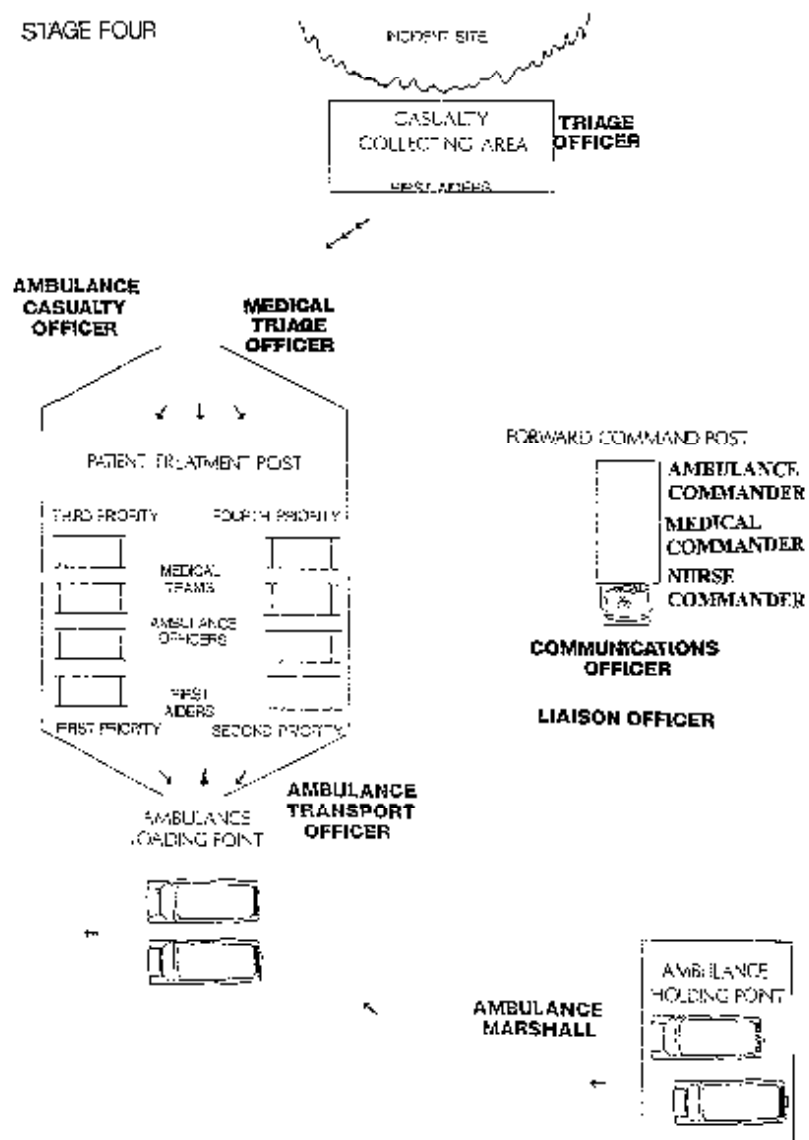 STAGE FOUR
INCIDENT SITE
CASUALTY
COLLECTING AREA
FIRST AIDERS
TRIAGE
OFFICER
AMBULANCE
CASUALTY
OFFICER
MEDICAL
TRIAGE
OFFICER
PATIENT TREATMENT POST
THIRD PRIORITY
FOURTH PRIORITY
MEDICAL
TEAMS
AMBULANCE
OFFICERS
FIRST
AIDERS
FIRST PRIORITY
SECOND PRIORITY
FORWARD COMMAND POST
AMBULANCE
COMMANDER
MEDICAL
COMMANDER
NURSE
COMMANDER
COMMUNICATIONS
OFFICER
LIAISON OFFICER
AMBULANCE
LOADING POINT
AMBULANCE
TRANSPORT
OFFICER
AMBULANCE
MARSHALL
AMBULANCE
HOLDING POINT